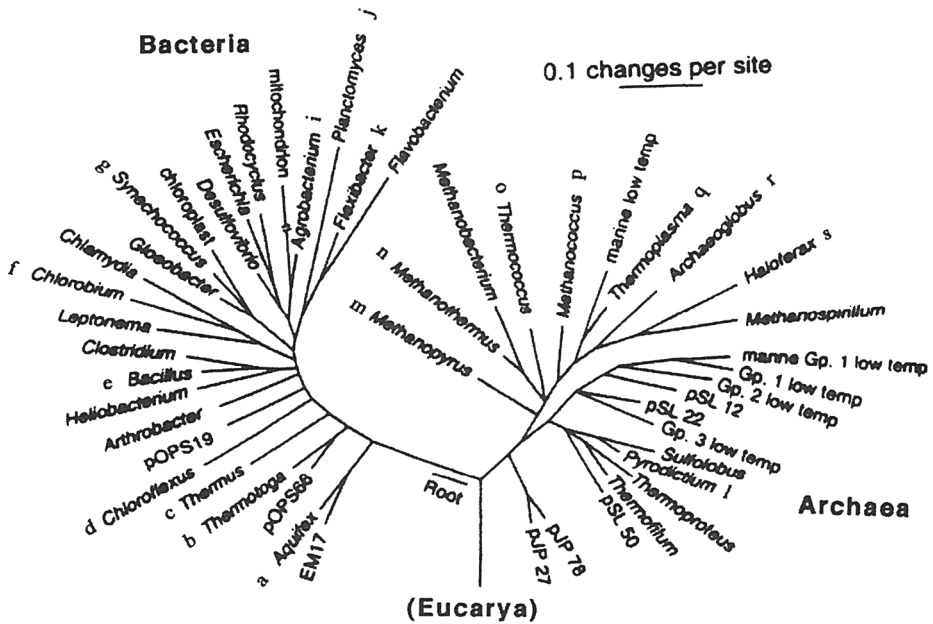 Bacteria
0.1 changes per site
mitochondrion
Rhodocyclus
Escherichia
Desulfovibrio
chloroplast
g Synechococcus
Gloeobacter
Chlamydia
f Chlorobium
Leptonema
Clostridium
e Bacillus
Heliobacterium
Arthrobacter
pOPS19
d Chloroflexus
c Thermus
b Thermotoga
pOPS66
a Aquifex
EM17
Agrobacterium i
Planctomyces j
Flexibacter k
Flavobacterium
Root
(Eucarya)
m Methanopyrus
n Methanothermus
Methanobacterium
o Thermococcus
Methanococcus p
marine low temp
Thermoplasma q
Archaeoglobus r
Haloferax s
Methanospirillum
marine Gp. 1 low temp
Gp. 1 low temp
Gp. 2 low temp
pSL 12
pSL 22
Gp. 3 low temp
Sulfolobus
Pyrodictium l
Thermoproteus
Thermofilum
pSL 50
pJP 78
pJP 27
Archaea